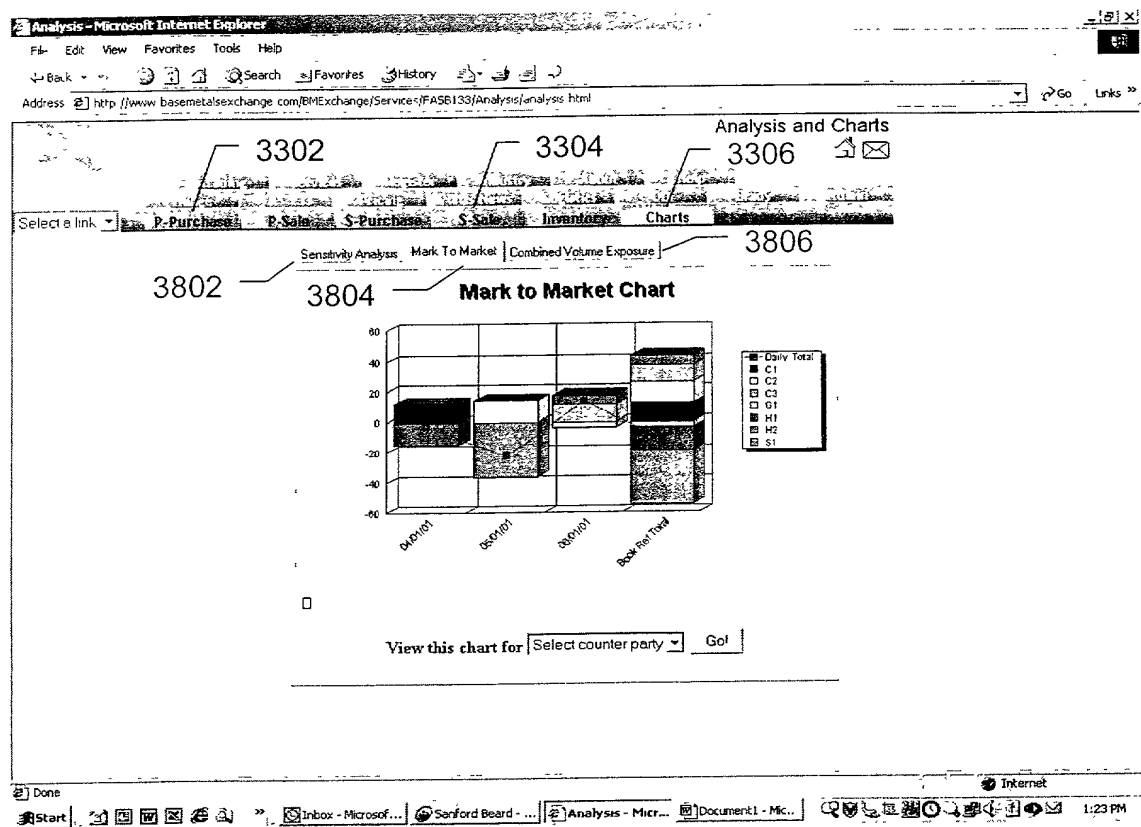 Analysis - Microsoft Internet Explorer
File Edit View Favorites Tools Help
Back Search Favorites History
Address http //www basemetalsexchange com/BMExchange/Services/FASB133/Analysis/analysis html Go Links »
Analysis and Charts
3302 3304 3306
Select a link P-Purchase P-Sale S-Purchase S-Sale Inventory Charts
Sensitivity Analysis Mark To Market Combined Volume Exposure
3802 3804 3806
Mark to Market Chart
60
40
20
0
-20
-40
-60
04/01/01 05/01/01 08/01/01 Book Ref Total
Daily Total
C1
C2
C3
G1
H1
H2
S1
View this chart for Select counter party Go!
Done Internet
Start » Inbox - Microsof... Sanford Beard - ... Analysis - Micr... Document1 - Mic... 1:23 PM